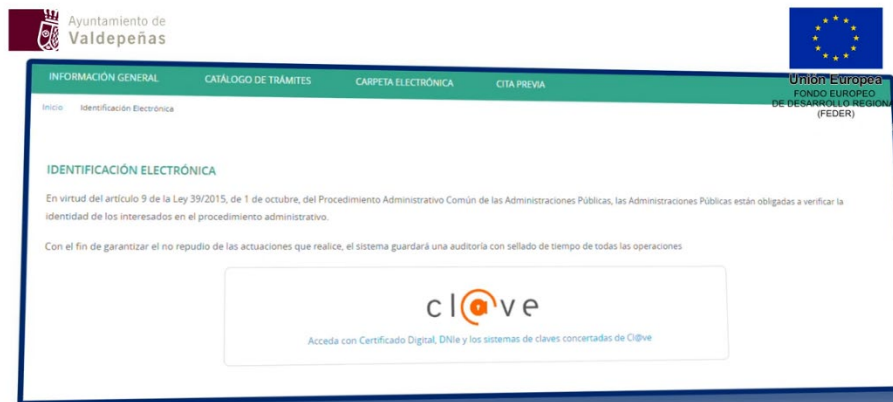 Ayuntamiento de
Valdepeñas
INFORMACIÓN GENERAL CATÁLOGO DE TRÁMITES CARPETA ELECTRÓNICA CITA PREVIA
Unión Europea
FONDO EUROPEO
DE DESARROLLO REGIONA
(FEDER)
Inicio Identificación Electrónica
IDENTIFICACIÓN ELECTRÓNICA
En virtud del artículo 9 de la Ley 39/2015, de 1 de octubre, del Procedimiento Administrativo Común de las Administraciones Públicas, las Administraciones Públicas están obligadas a verificar la
identidad de los interesados en el procedimiento administrativo.
Con el fin de garantizar el no repudio de las actuaciones que realice, el sistema guardará una auditoría con sellado de tiempo de todas las operaciones
cl@ve
Acceda con Certificado Digital, DNIe y los sistemas de claves concertadas de Cl@ve